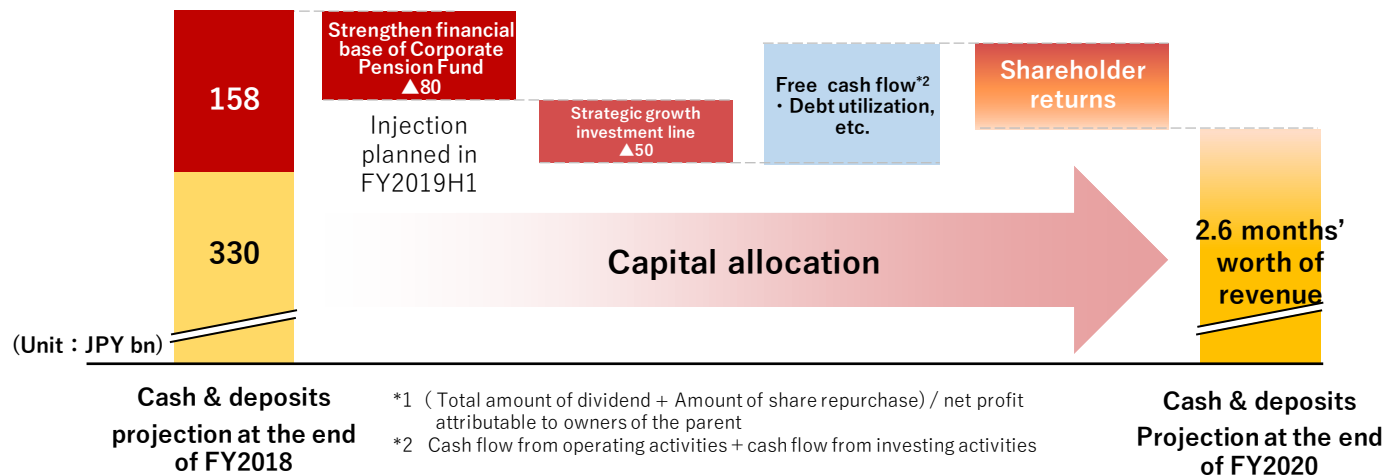 158
330
(Unit：JPY bn)
Cash & deposits
projection at the end
of FY2018
Strengthen financial
base of Corporate
Pension Fund
▲80
Injection
planned in
FY2019H1
Strategic growth
investment line
▲50
Free cash flow*2
・Debt utilization,
etc.
Shareholder
returns
Capital allocation
2.6 months’
worth of
revenue
Cash & deposits
Projection at the end
of FY2020
*1 （Total amount of dividend + Amount of share repurchase) / net profit
attributable to owners of the parent
*2 Cash flow from operating activities + cash flow from investing activities